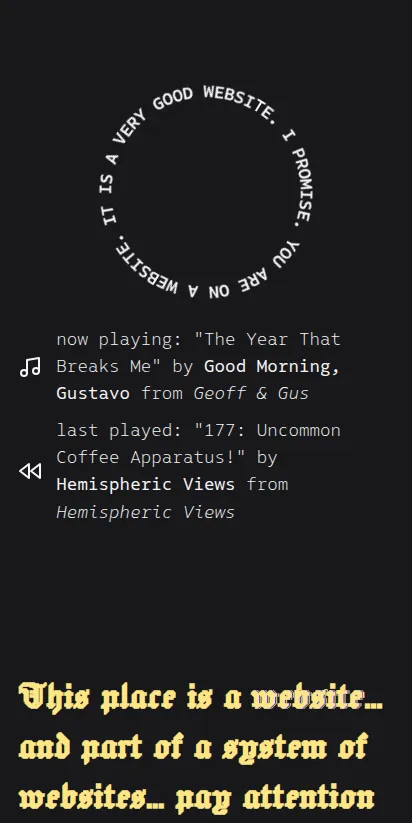 YOU ARE ON A WEBSITE. IT IS A VERY GOOD WEBSITE. I PROMISE.
now playing: "The Year That
Breaks Me" by Good Morning,
Gustavo from Geoff & Gus
last played: "177: Uncommon
Coffee Apparatus!" by
Hemispheric Views from
Hemispheric Views
This place is a website...
and part of a system of
websites... pay attention